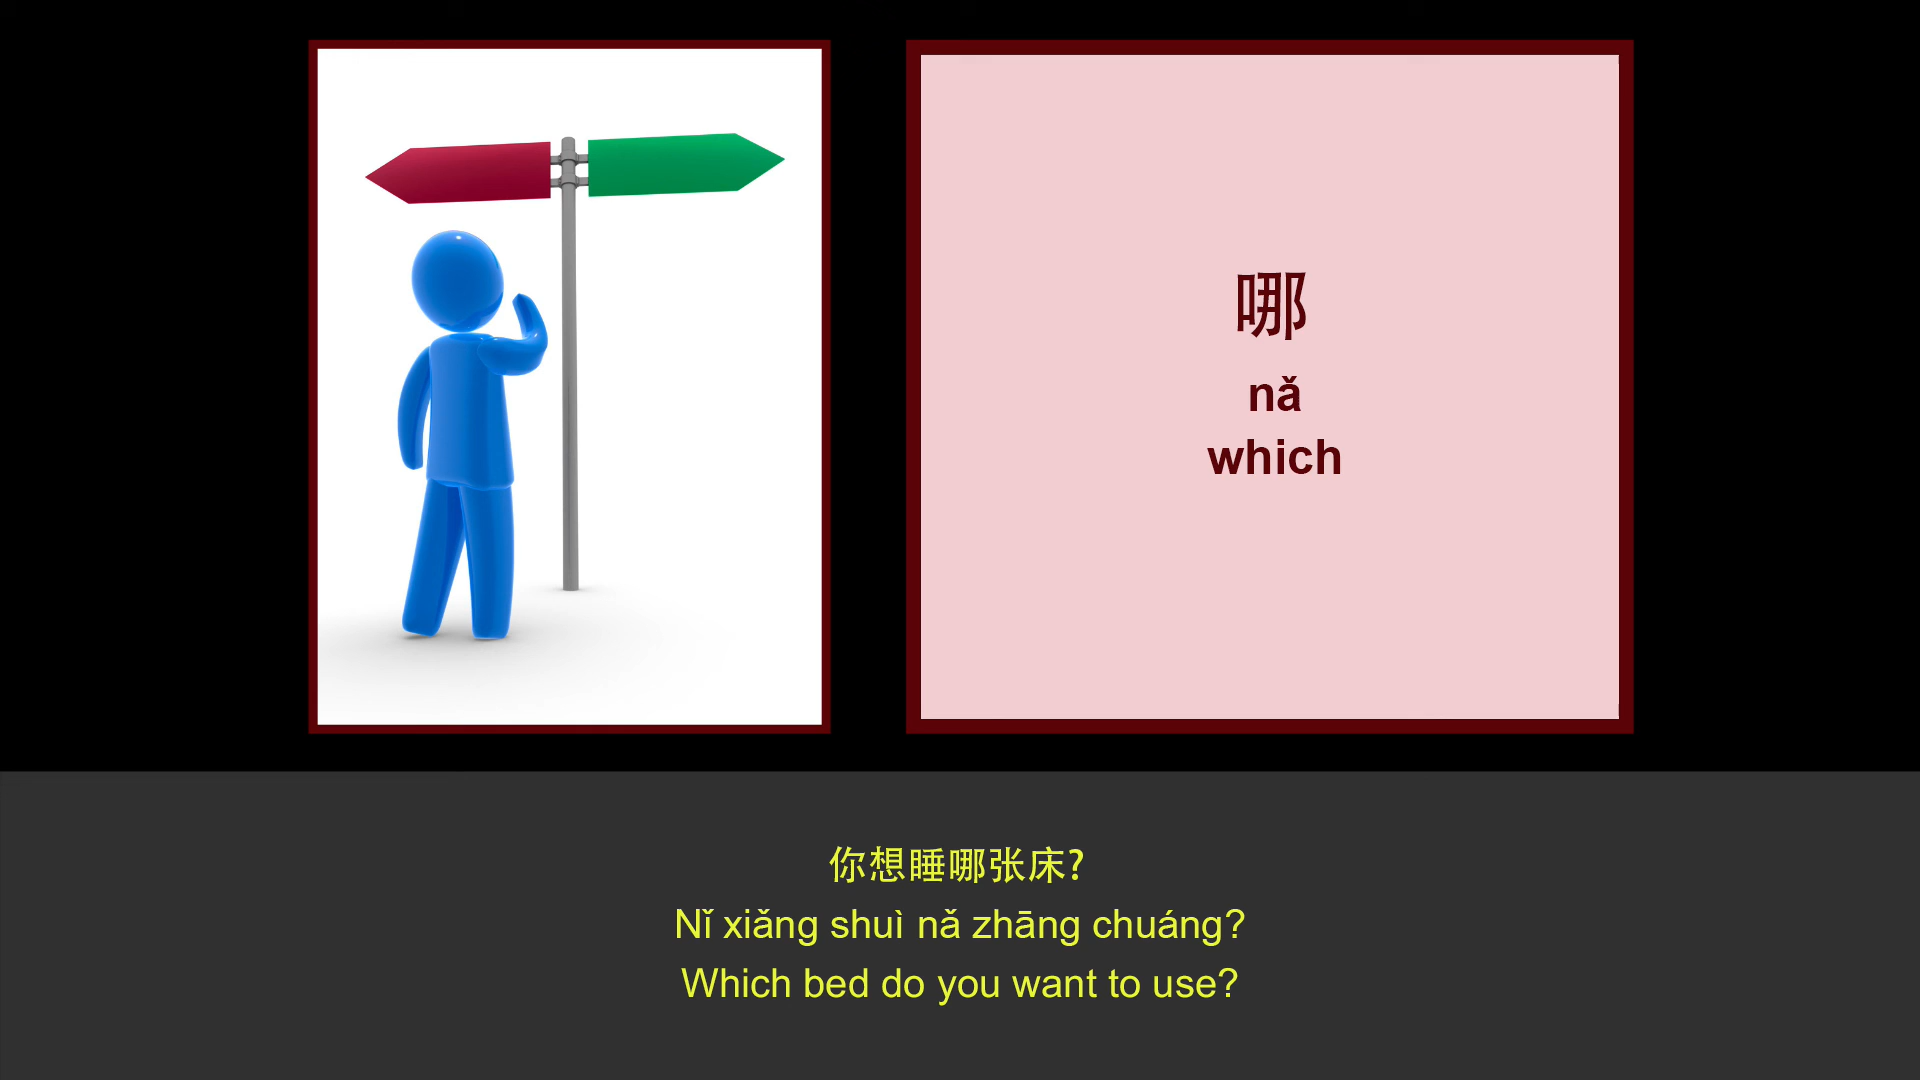 哪
nǎ
which
你想睡哪张床?
Nǐ xiǎng shuì nǎ zhāng chuáng?
Which bed do you want to use?